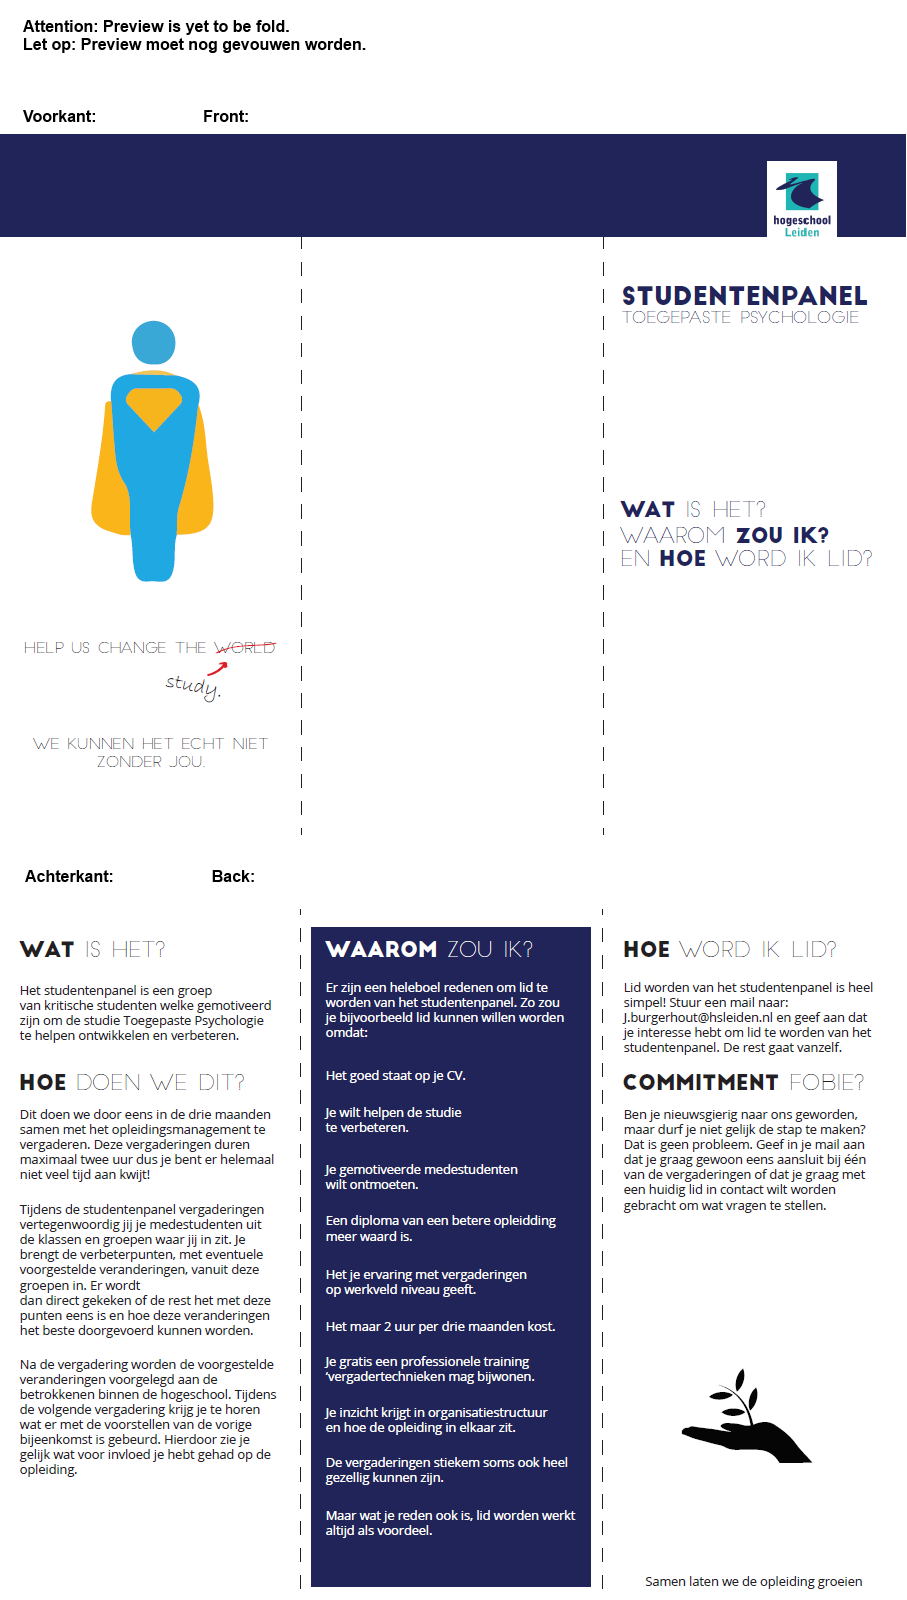 Attention: Preview is yet to be fold.
Let op: Preview moet nog gevouwen worden.
Voorkant: Front:
hogeschool
Leiden
HELP US CHANGE THE WORLD
study.
WE KUNNEN HET ECHT NIET
ZONDER JOU.
STUDENTENPANEL
TOEGEPASTE PSYCHOLOGIE
WAT IS HET?
WAAROM ZOU IK?
EN HOE WORD IK LID?
Achterkant: Back:
WAT IS HET?
Het studentenpanel is een groep
van kritische studenten welke gemotiveerd
zijn om de studie Toegepaste Psychologie
te helpen ontwikkelen en verbeteren.
HOE DOEN WE DIT?
Dit doen we door eens in de drie maanden
samen met het opleidingsmanagement te
vergaderen. Deze vergaderingen duren
maximaal twee uur dus je bent er helemaal
niet veel tijd aan kwijt!
Tijdens de studentenpanel vergaderingen
vertegenwoordig jij je medestudenten uit
de klassen en groepen waar jij in zit. Je
brengt de verbeterpunten, met eventuele
voorgestelde veranderingen, vanuit deze
groepen in. Er wordt
dan direct gekeken of de rest het met deze
punten eens is en hoe deze veranderingen
het beste doorgevoerd kunnen worden.
Na de vergadering worden de voorgestelde
veranderingen voorgelegd aan de
betrokkenen binnen de hogeschool. Tijdens
de volgende vergadering krijg je te horen
wat er met de voorstellen van de vorige
bijeenkomst is gebeurd. Hierdoor zie je
gelijk wat voor invloed je hebt gehad op de
opleiding.
WAAROM ZOU IK?
Er zijn een heleboel redenen om lid te
worden van het studentenpanel. Zo zou
je bijvoorbeeld lid kunnen willen worden
omdat:
Het goed staat op je CV.
Je wilt helpen de studie
te verbeteren.
Je gemotiveerde medestudenten
wilt ontmoeten.
Een diploma van een betere opleidding
meer waard is.
Het je ervaring met vergaderingen
op werkveld niveau geeft.
Het maar 2 uur per drie maanden kost.
Je gratis een professionele training
‘vergadertechnieken mag bijwonen.
Je inzicht krijgt in organisatiestructuur
en hoe de opleiding in elkaar zit.
De vergaderingen stiekem soms ook heel
gezellig kunnen zijn.
Maar wat je reden ook is, lid worden werkt
altijd als voordeel.
HOE WORD IK LID?
Lid worden van het studentenpanel is heel
simpel! Stuur een mail naar:
J.burgerhout@hsleiden.nl en geef aan dat
je interesse hebt om lid te worden van het
studentenpanel. De rest gaat vanzelf.
COMMITMENT FOBIE?
Ben je nieuwsgierig naar ons geworden,
maar durf je niet gelijk de stap te maken?
Dat is geen probleem. Geef in je mail aan
dat je graag gewoon eens aansluit bij één
van de vergaderingen of dat je graag met
een huidig lid in contact wilt worden
gebracht om wat vragen te stellen.
Samen laten we de opleiding groeien